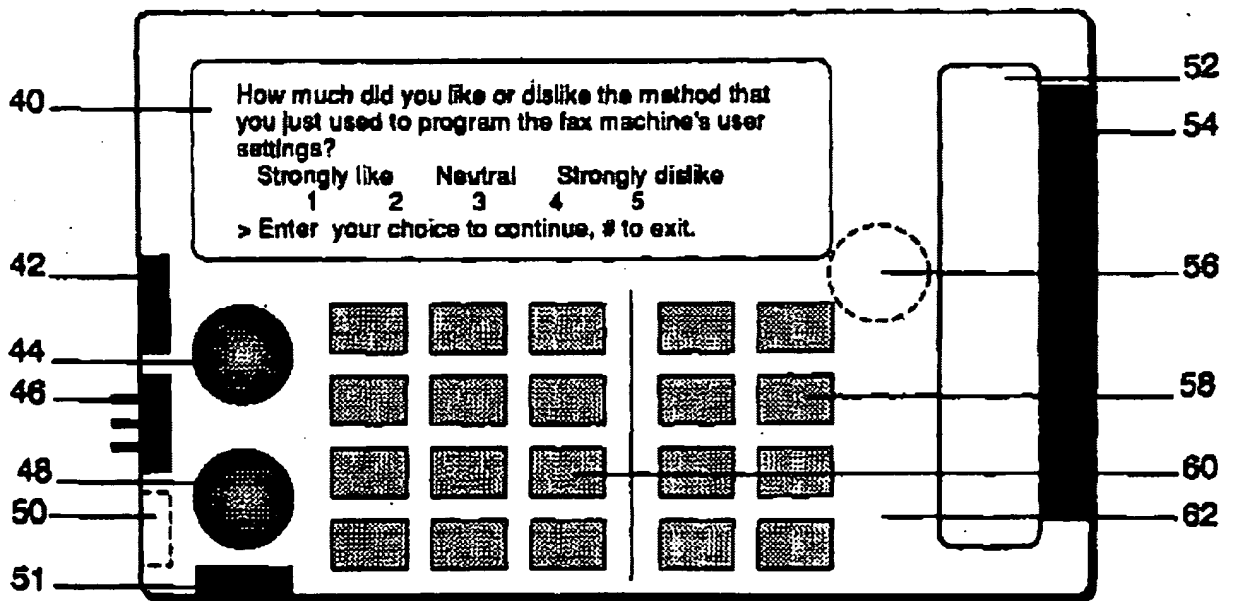 How much did you like or dislike the method that
you just used to program the fax machine's user
settings?
Strongly like Neutral Strongly dislike
1 2 3 4 5
> Enter your choice to continue, # to exit.
40
42
44
46
48
50
51
52
54
56
58
60
62